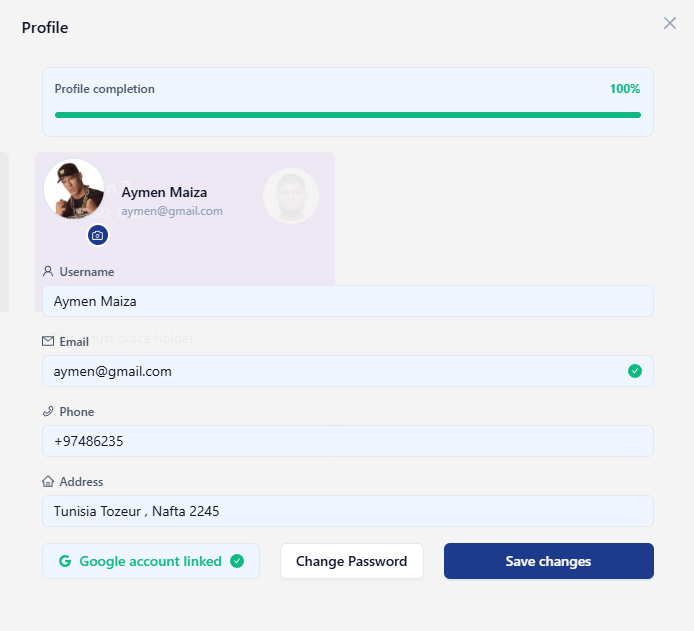 Profile
Profile completion
100%
Aymen Maiza
aymen@gmail.com
Username
Aymen Maiza
just place holder
Email
aymen@gmail.com
Phone
+97486235
Address
Tunisia Tozeur , Nafta 2245
Google account linked
Change Password
Save changes